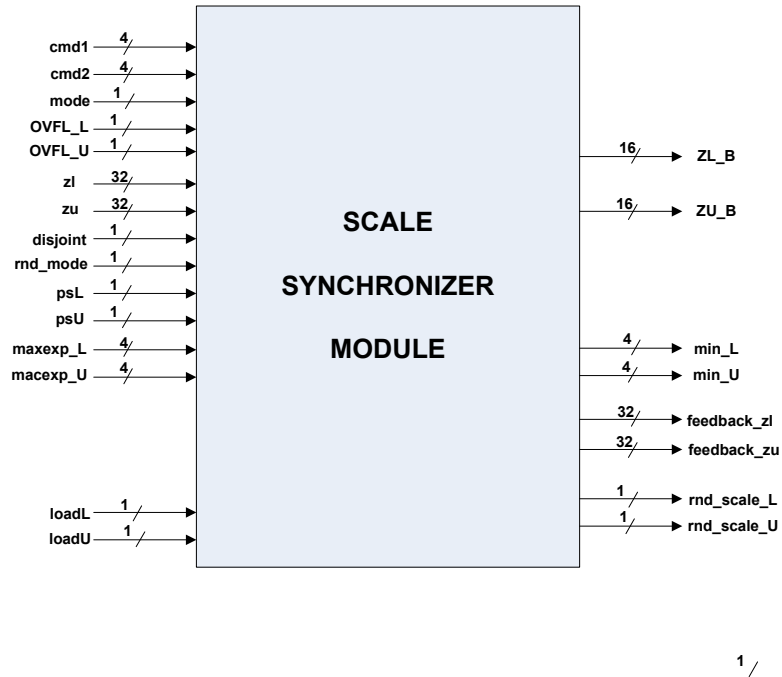 cmd1 4
cmd2 4
mode 1
OVFL_L 1
OVFL_U 1
zl 32
zu 32
disjoint 1
rnd_mode 1
psL 1
psU 1
maxexp_L 4
macexp_U 4
loadL 1
loadU 1
SCALE
SYNCHRONIZER
MODULE
16 ZL_B
16 ZU_B
4 min_L
4 min_U
32 feedback_zl
32 feedback_zu
1 rnd_scale_L
1 rnd_scale_U
1